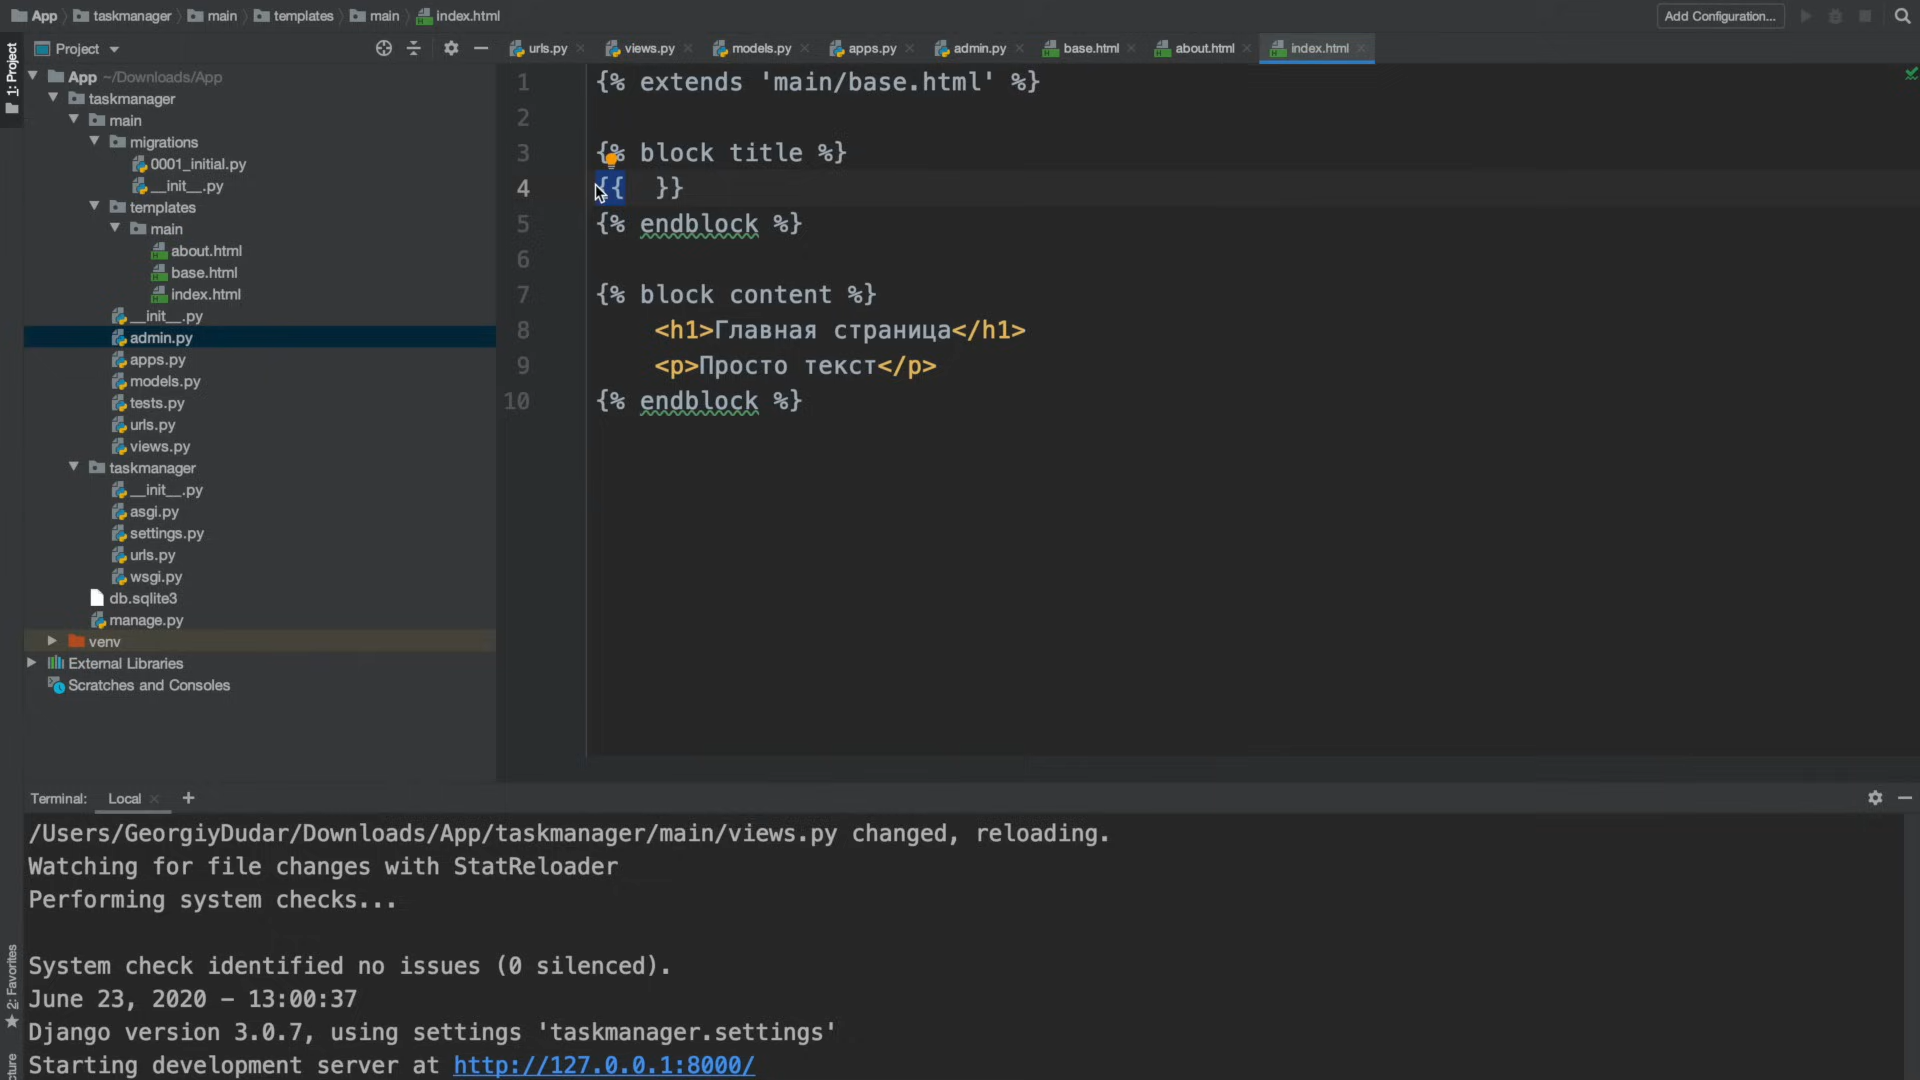 App taskmanager main templates main index.html Add Configuration...
1: Project
Project
urls.py views.py models.py apps.py admin.py base.html about.html index.html
App ~/Downloads/App
taskmanager
main
migrations
0001_initial.py
__init__.py
templates
main
about.html
base.html
index.html
__init__.py
admin.py
apps.py
models.py
tests.py
urls.py
views.py
taskmanager
__init__.py
asgi.py
settings.py
urls.py
wsgi.py
db.sqlite3
manage.py
venv
External Libraries
Scratches and Consoles
1 {% extends 'main/base.html' %}
2
3 {% block title %}
4 {{  }}
5 {% endblock %}
6
7 {% block content %}
8 <h1>Главная страница</h1>
9 <p>Просто текст</p>
10 {% endblock %}
Terminal: Local +
/Users/GeorgiyDudar/Downloads/App/taskmanager/main/views.py changed, reloading.
Watching for file changes with StatReloader
Performing system checks...
System check identified no issues (0 silenced).
June 23, 2020 - 13:00:37
Django version 3.0.7, using settings 'taskmanager.settings'
Starting development server at http://127.0.0.1:8000/
2: Favorites